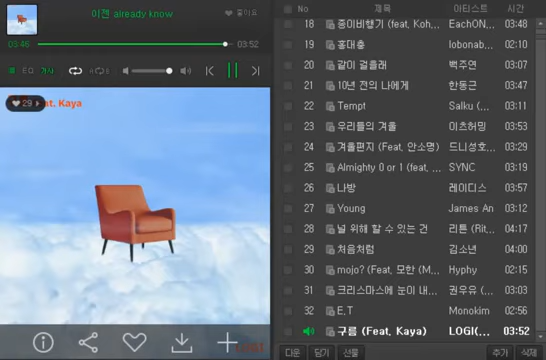 이젠 already know
좋아요
03:46
03:52
EQ 가사
29
at. Kaya
No 제목 아티스트 시간
18 종이비행기 (feat, Koh... EachON,... 03:48
19 홍대충 lobonab... 02:10
20 같이 걸을래 백주연 03:07
21 10년 전의 나에게 한동근 03:47
22 Tempt Salku (... 03:11
23 우리들의 겨울 이츠허밍 03:53
24 겨울편지 (Feat, 안소명) 드니성호... 03:29
25 Almighty 0 or 1 (feat, ... SYNC 03:19
26 나방 레이디스 03:57
27 Young James An 03:12
28 널 위해 할 수 있는 건 리튼 (Rit... 04:17
29 처음처럼 김소년 04:00
30 mojo? (Feat, 모한 (M... Hyphy 02:15
31 크리스마스에 눈이 내... 권우유 (... 03:03
32 E.T Monokim 02:56
구름 (Feat, Kaya) LOGI(... 03:52
다운 담기 선물 추가 삭제